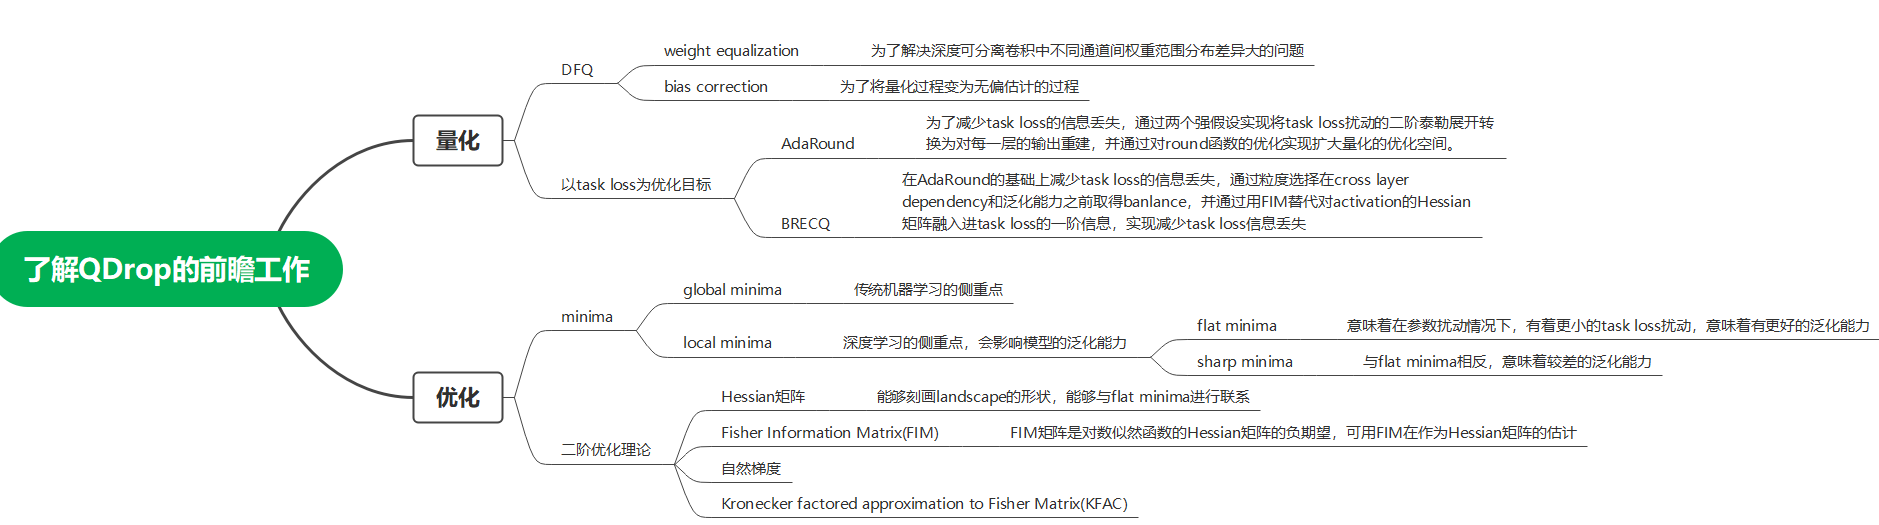 了解QDrop的前瞻工作
量化
DFQ
weight equalization
为了解决深度可分离卷积中不同通道间权重范围分布差异大的问题
bias correction
为了将量化过程变为无偏估计的过程
以task loss为优化目标
AdaRound
为了减少task loss的信息丢失，通过两个强假设实现将task loss扰动的二阶泰勒展开转
换为对每一层的输出重建，并通过对round函数的优化实现扩大量化的优化空间。
BRECQ
在AdaRound的基础上减少task loss的信息丢失，通过粒度选择在cross layer
dependency和泛化能力之前取得banlance，并通过用FIM替代对activation的Hessian
矩阵融入进task loss的一阶信息，实现减少task loss信息丢失
优化
minima
global minima
传统机器学习的侧重点
local minima
深度学习的侧重点，会影响模型的泛化能力
flat minima
意味着在参数扰动情况下，有着更小的task loss扰动，意味着有更好的泛化能力
sharp minima
与flat minima相反，意味着较差的泛化能力
二阶优化理论
Hessian矩阵
能够刻画landscape的形状，能够与flat minima进行联系
Fisher Information Matrix(FIM)
FIM矩阵是对数似然函数的Hessian矩阵的负期望，可用FIM在作为Hessian矩阵的估计
自然梯度
Kronecker factored approximation to Fisher Matrix(KFAC)